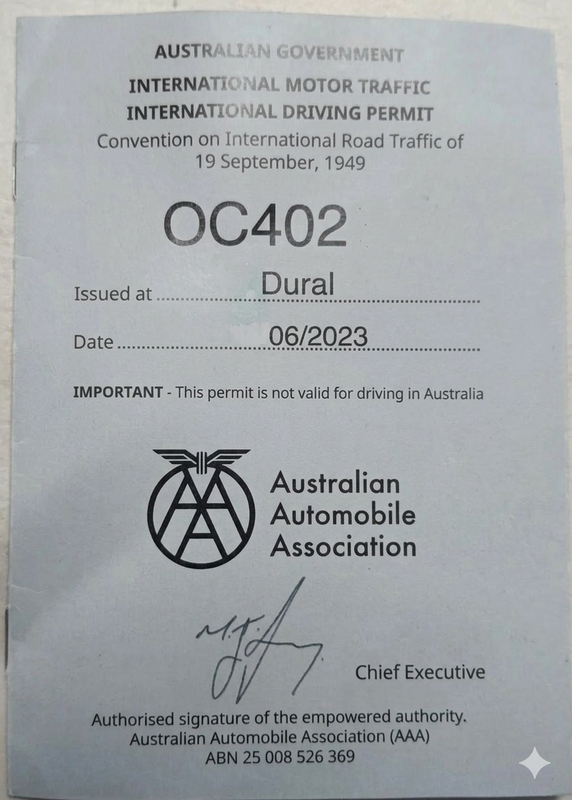 AUSTRALIAN GOVERNMENT
INTERNATIONAL MOTOR TRAFFIC
INTERNATIONAL DRIVING PERMIT
Convention on International Road Traffic of
19 September, 1949
OC402
Issued at Dural
Date 06/2023
IMPORTANT - This permit is not valid for driving in Australia
AAA
Australian
Automobile
Association
Chief Executive
Authorised signature of the empowered authority.
Australian Automobile Association (AAA)
ABN 25 008 526 369